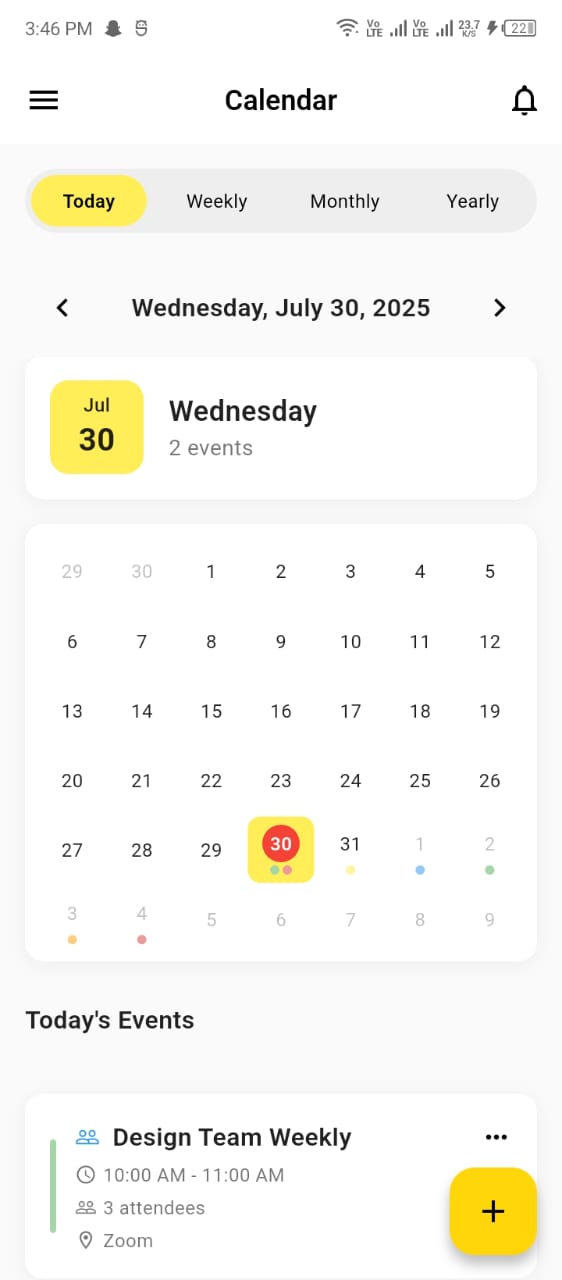 3:46 PM
Vo LTE Vo LTE 23.7 K/S 22
Calendar
Today Weekly Monthly Yearly
Wednesday, July 30, 2025
Jul
30
Wednesday
2 events
29 30 1 2 3 4 5
6 7 8 9 10 11 12
13 14 15 16 17 18 19
20 21 22 23 24 25 26
27 28 29 30 31 1 2
3 4 5 6 7 8 9
Today's Events
Design Team Weekly
10:00 AM - 11:00 AM
3 attendees
Zoom